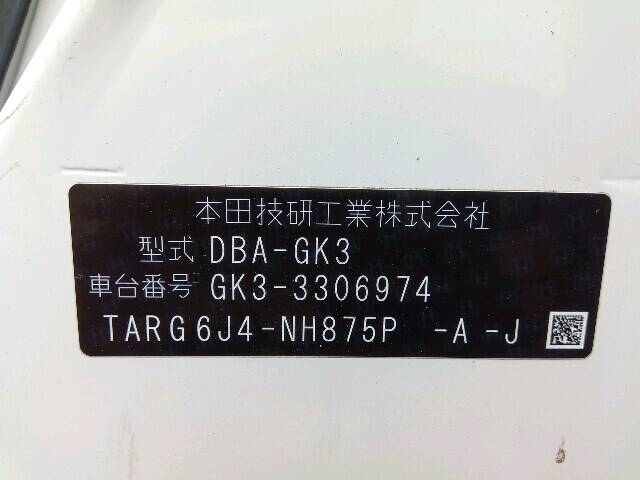 本田技研工業株式会社
型式 DBA-GK3
車台番号 GK3-3306974
TARG6J4-NH875P -A -J